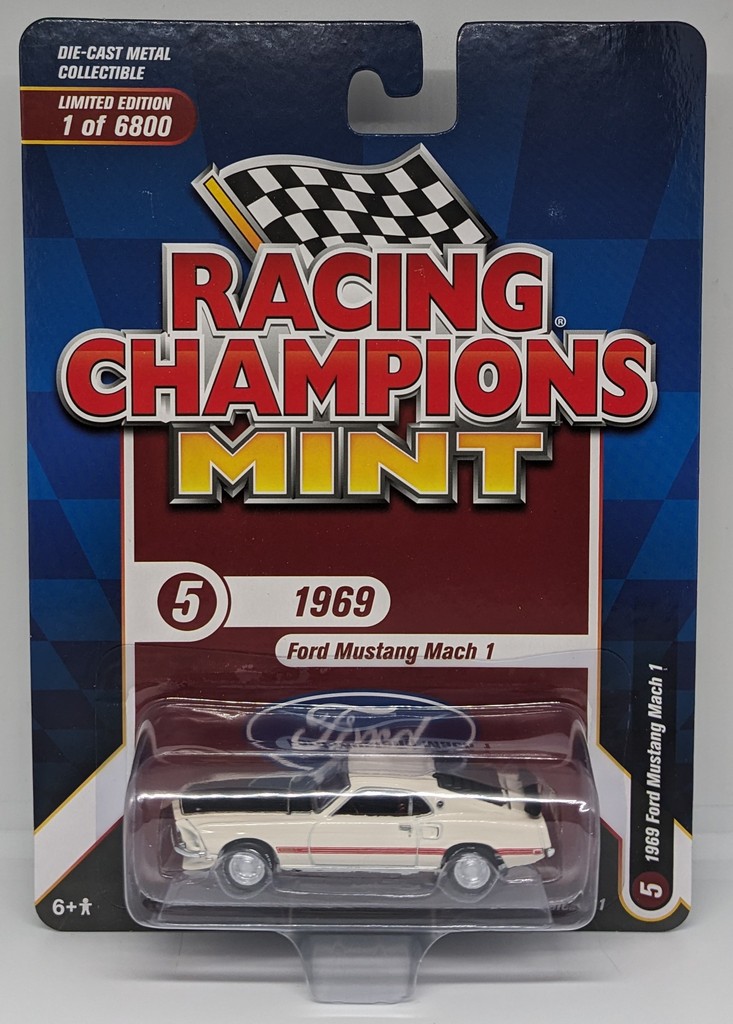 DIE-CAST METAL
COLLECTIBLE
LIMITED EDITION
1 of 6800
RACING
CHAMPIONS®
MINT
5
1969
Ford Mustang Mach 1
Ford
5 1969 Ford Mustang Mach 1
6+